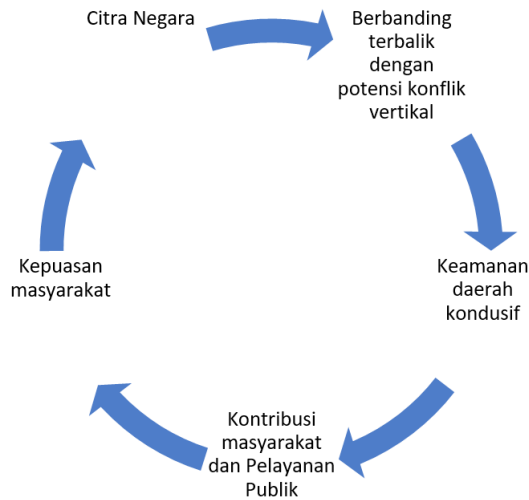 Citra Negara
Berbanding
terbalik
dengan
potensi konflik
vertikal
Keamanan
daerah
kondusif
Kontribusi
masyarakat
dan Pelayanan
Publik
Kepuasan
masyarakat